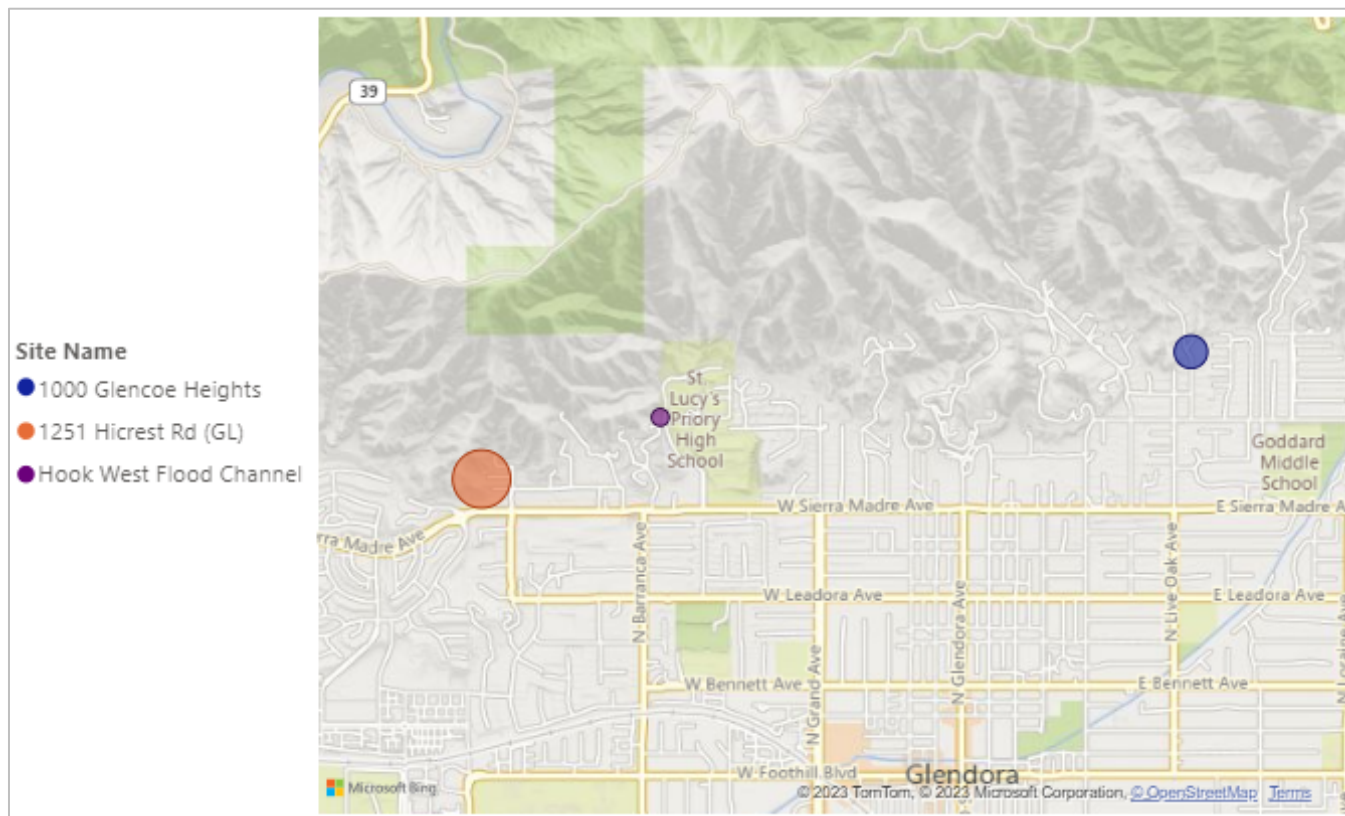 39
Site Name
1000 Glencoe Heights
1251 Hicrest Rd (GL)
Hook West Flood Channel
St.
Lucy's
Priory
High
School
Goddard
Middle
School
W Sierra Madre Ave
E Sierra Madre A
rra Madre Ave
N Barranca Ave
W Leadora Ave
E Leadora Ave
N Live Oak Ave
N Glendora Ave
N Grand Ave
N Loraine Ave
W Bennett Ave
E Bennett Ave
W Foothill Blvd
Glendora
Microsoft Bing
© 2023 TomTom, © 2023 Microsoft Corporation, © OpenStreetMap Terms